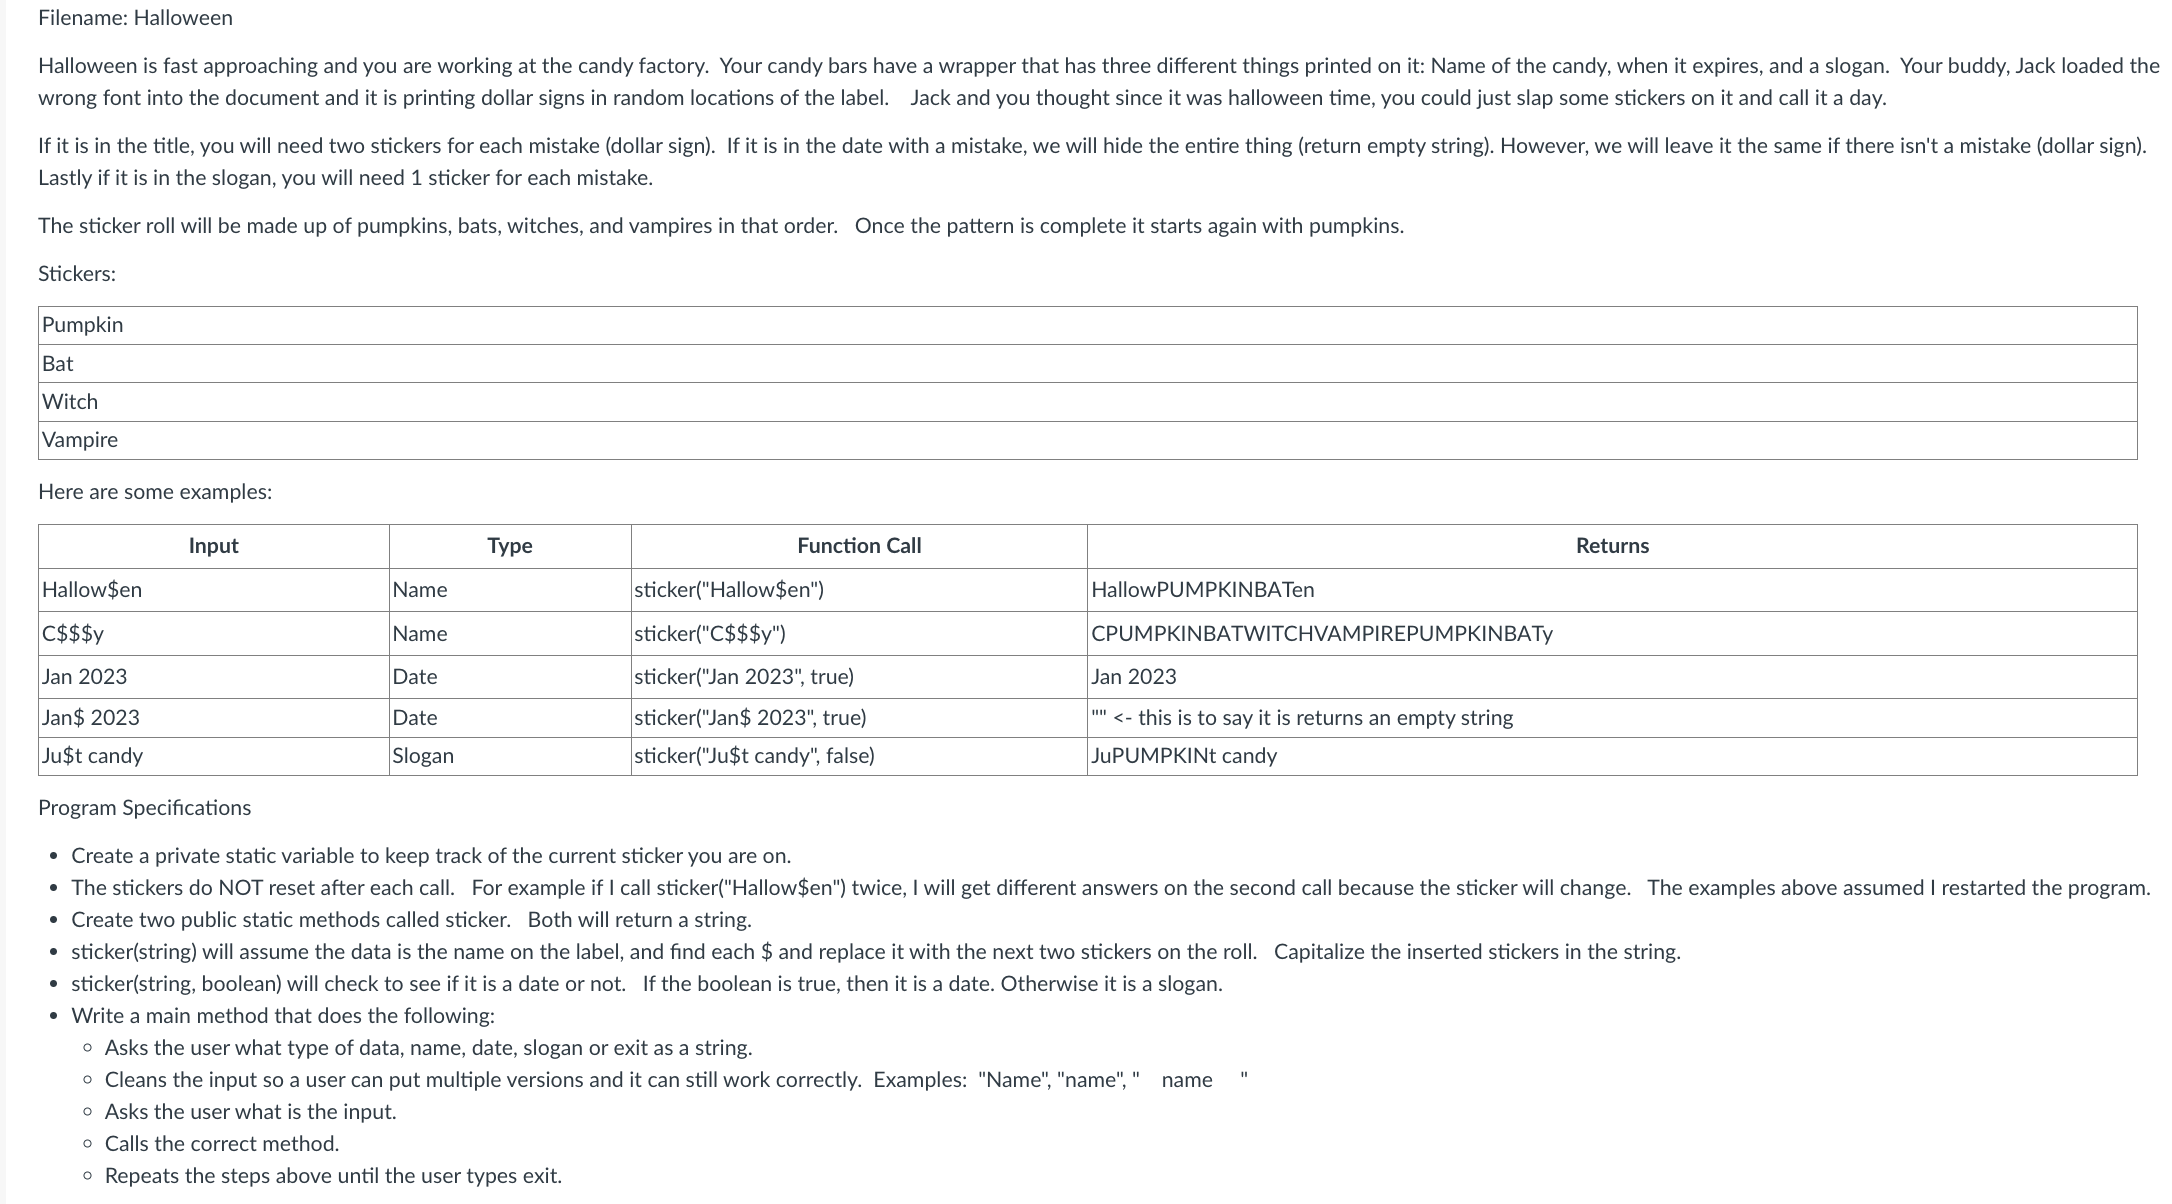 Filename: Halloween
Halloween is fast approaching and you are working at the candy factory.  Your candy bars have a wrapper that has three different things printed on it: Name of the candy, when it expires, and a slogan.  Your buddy, Jack loaded the
wrong font into the document and it is printing dollar signs in random locations of the label.    Jack and you thought since it was halloween time, you could just slap some stickers on it and call it a day.
If it is in the title, you will need two stickers for each mistake (dollar sign).  If it is in the date with a mistake, we will hide the entire thing (return empty string). However, we will leave it the same if there isn't a mistake (dollar sign).
Lastly if it is in the slogan, you will need 1 sticker for each mistake.
The sticker roll will be made up of pumpkins, bats, witches, and vampires in that order.   Once the pattern is complete it starts again with pumpkins.
Stickers:
Pumpkin
Bat
Witch
Vampire
Here are some examples:
Input Type Function Call Returns
Hallow$en Name sticker("Hallow$en") HallowPUMPKINBATen
C$$$y Name sticker("C$$$y") CPUMPKINBATWITCHVAMPIREPUMPKINBATy
Jan 2023 Date sticker("Jan 2023", true) Jan 2023
Jan$ 2023 Date sticker("Jan$ 2023", true) "" <- this is to say it is returns an empty string
Ju$t candy Slogan sticker("Ju$t candy", false) JuPUMPKINt candy
Program Specifications
• Create a private static variable to keep track of the current sticker you are on.
• The stickers do NOT reset after each call.   For example if I call sticker("Hallow$en") twice, I will get different answers on the second call because the sticker will change.   The examples above assumed I restarted the program.
• Create two public static methods called sticker.   Both will return a string.
• sticker(string) will assume the data is the name on the label, and find each $ and replace it with the next two stickers on the roll.   Capitalize the inserted stickers in the string.
• sticker(string, boolean) will check to see if it is a date or not.   If the boolean is true, then it is a date. Otherwise it is a slogan.
• Write a main method that does the following:
◦ Asks the user what type of data, name, date, slogan or exit as a string.
◦ Cleans the input so a user can put multiple versions and it can still work correctly.  Examples:  "Name", "name", "    name     "
◦ Asks the user what is the input.
◦ Calls the correct method.
◦ Repeats the steps above until the user types exit.